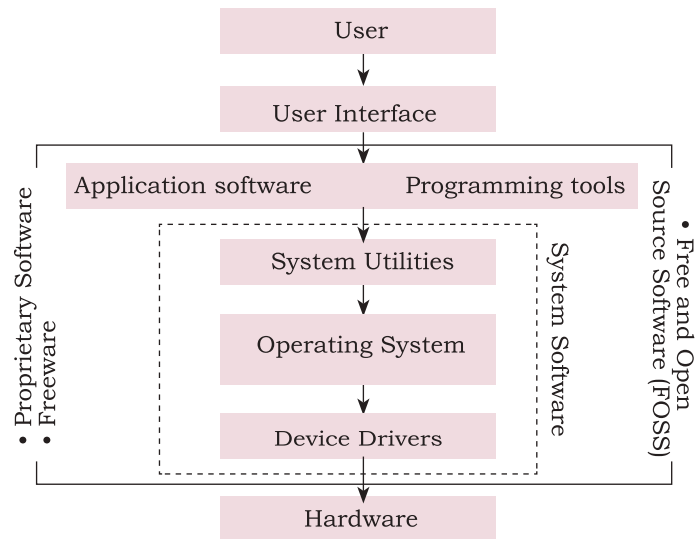 User
User Interface
Application software
Programming tools
• Proprietary Software
• Freeware
System Utilities
Operating System
Device Drivers
System Software
• Free and Open
Source Software (FOSS)
Hardware